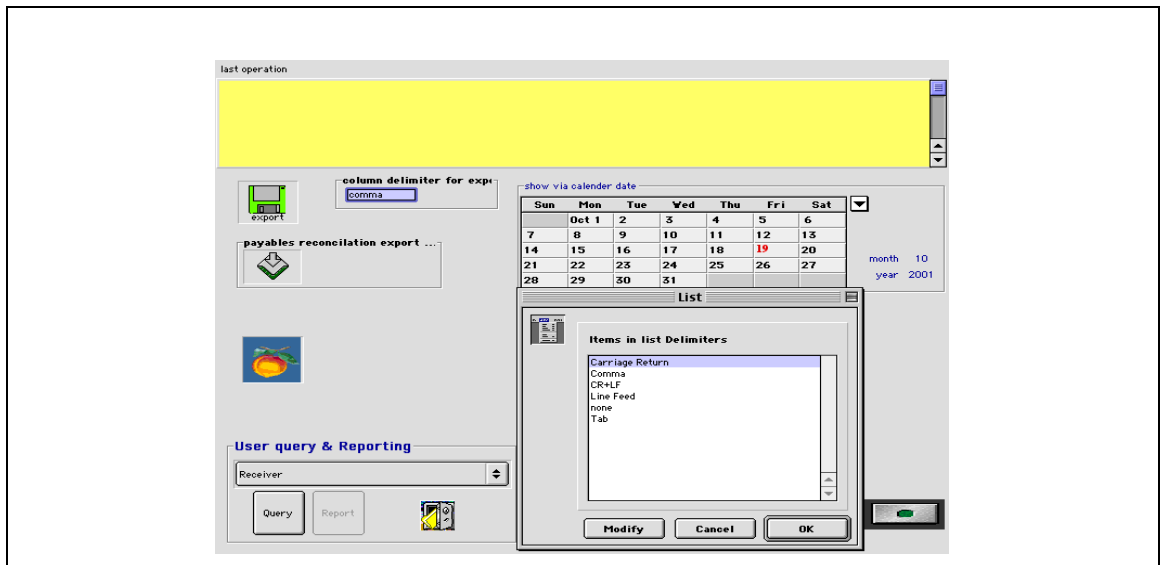 last operation
column delimiter for expo
comma
export
payables reconcilation export ...
show via calender date
Sun Mon Tue Wed Thu Fri Sat
Oct 1 2 3 4 5 6
7 8 9 10 11 12 13
14 15 16 17 18 19 20
21 22 23 24 25 26 27
28 29 30 31
month 10
year 2001
List
Items in list Delimiters
Carriage Return
Comma
CR+LF
Line Feed
none
Tab
Modify Cancel OK
User query & Reporting
Receiver
Query Report